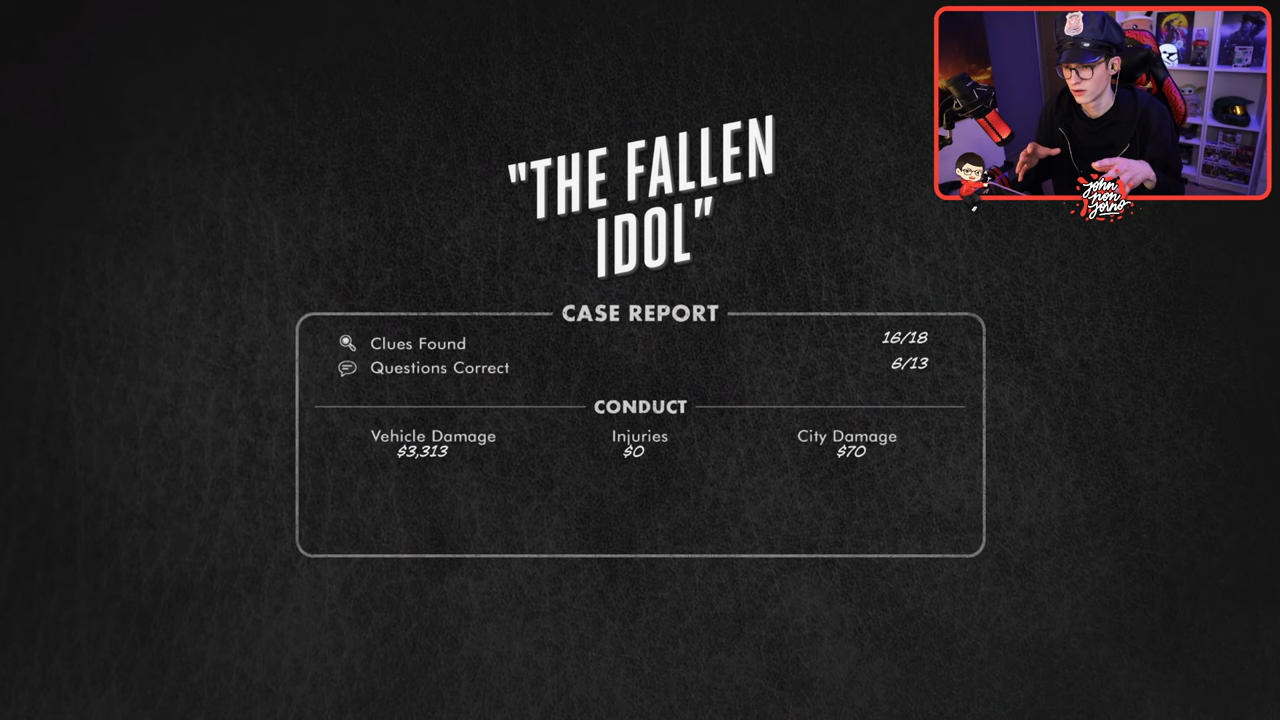 "THE FALLEN
IDOL"
CASE REPORT
Clues Found 16/18
Questions Correct 6/13
CONDUCT
Vehicle Damage Injuries City Damage
$3,313 $0 $70
john
non
jorno